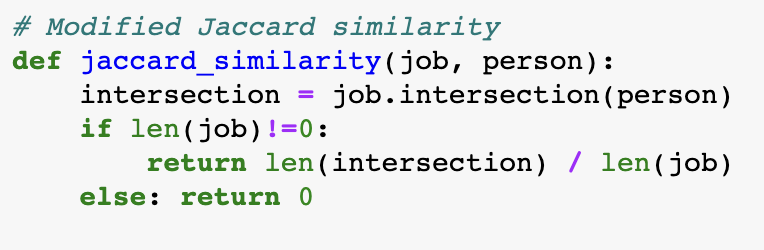 # Modified Jaccard similarity
def jaccard_similarity(job, person):
    intersection = job.intersection(person)
    if len(job)!=0:
        return len(intersection) / len(job)
    else: return 0